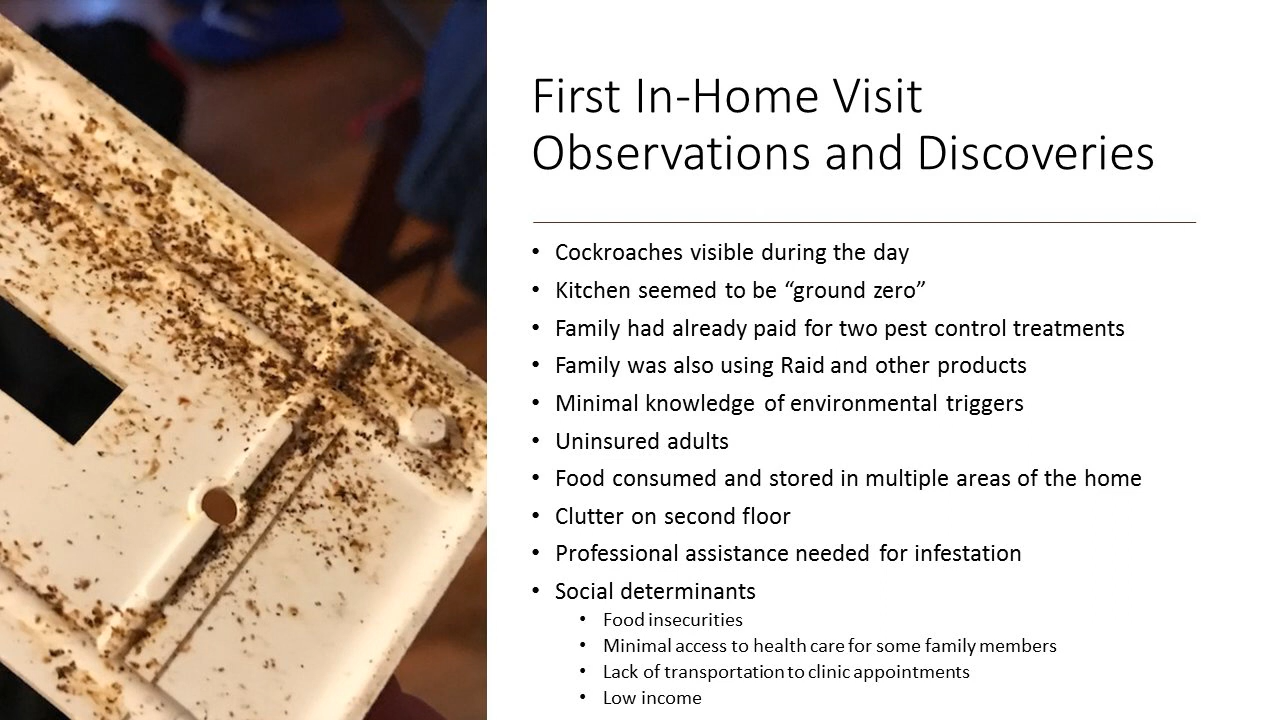 First In-Home Visit
Observations and Discoveries
• Cockroaches visible during the day
• Kitchen seemed to be “ground zero”
• Family had already paid for two pest control treatments
• Family was also using Raid and other products
• Minimal knowledge of environmental triggers
• Uninsured adults
• Food consumed and stored in multiple areas of the home
• Clutter on second floor
• Professional assistance needed for infestation
• Social determinants
• Food insecurities
• Minimal access to health care for some family members
• Lack of transportation to clinic appointments
• Low income